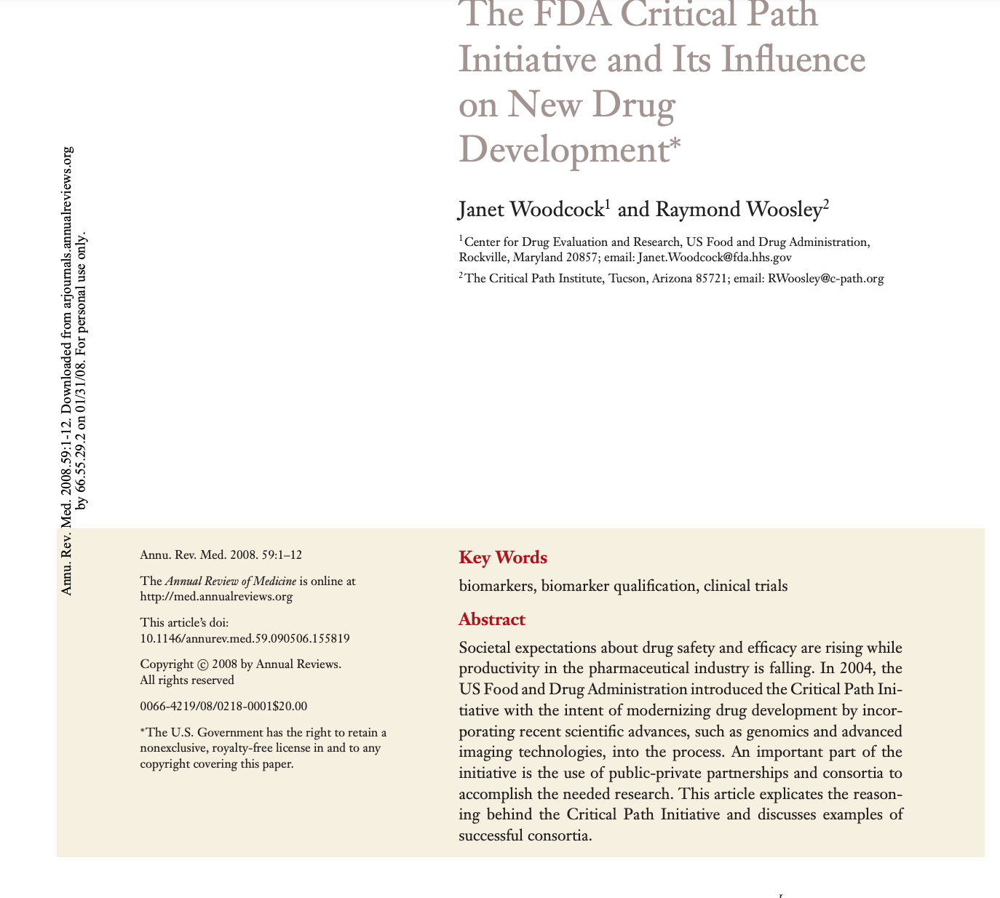 The FDA Critical Path
Initiative and Its Influence
on New Drug
Development*
Janet Woodcock1 and Raymond Woosley2
1Center for Drug Evaluation and Research, US Food and Drug Administration,
Rockville, Maryland 20857; email: Janet.Woodcock@fda.hhs.gov
2The Critical Path Institute, Tucson, Arizona 85721; email: RWoosley@c-path.org
Annu. Rev. Med. 2008.59:1-12. Downloaded from arjournals.annualreviews.org
by 66.55.29.2 on 01/31/08. For personal use only.
Annu. Rev. Med. 2008. 59:1–12
The Annual Review of Medicine is online at
http://med.annualreviews.org
This article’s doi:
10.1146/annurev.med.59.090506.155819
Copyright © 2008 by Annual Reviews.
All rights reserved
0066-4219/08/0218-0001$20.00
*The U.S. Government has the right to retain a
nonexclusive, royalty-free license in and to any
copyright covering this paper.
Key Words
biomarkers, biomarker qualification, clinical trials
Abstract
Societal expectations about drug safety and efficacy are rising while
productivity in the pharmaceutical industry is falling. In 2004, the
US Food and Drug Administration introduced the Critical Path Ini-
tiative with the intent of modernizing drug development by incor-
porating recent scientific advances, such as genomics and advanced
imaging technologies, into the process. An important part of the
initiative is the use of public-private partnerships and consortia to
accomplish the needed research. This article explicates the reason-
ing behind the Critical Path Initiative and discusses examples of
successful consortia.